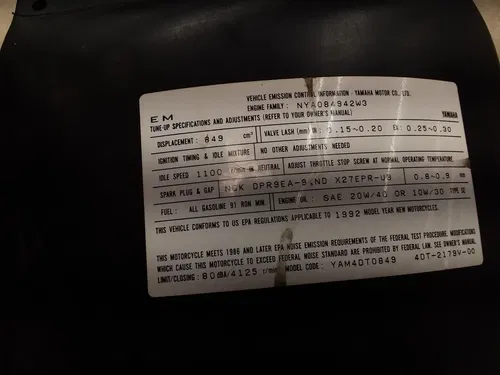 VEHICLE EMISSION CONTROL INFORMATION - YAMAHA MOTOR CO., LTD.
ENGINE FAMILY : NYA084942W3
EM
TUNE-UP SPECIFICATIONS AND ADJUSTMENTS (REFER TO YOUR OWNER'S MANUAL) YAMAHA
DISPLACEMENT : 849 cm³ VALVE LASH (mm) IN : 0.15~0.20 EX : 0.25~0.30
IGNITION TIMING & IDLE MIXTURE NO ADJUSTMENTS
IDLE SPEED 1100 r/min IN NEUTRAL ADJUST THROTTLE STOP SCREW AT NORMAL OPERATING TEMPERATURE.
SPARK PLUG & GAP NGK DPR9EA-9, ND X27EPR-U9 0.8~0.9 mm
FUEL : ALL GASOLINE 91 RON MIN. ENGINE OIL : SAE 20W/40 OR 10W/30 TYPE SE
THIS VEHICLE CONFORMS TO US EPA REGULATIONS APPLICABLE TO 1992 MODEL YEAR NEW MOTORCYCLES.
THIS MOTORCYCLE MEETS 1986 AND LATER EPA NOISE EMISSION REQUIREMENTS OF THE FEDERAL TEST PROCEDURE. MODIFICATIONS
WHICH CAUSE THIS MOTORCYCLE TO EXCEED FEDERAL NOISE STANDARD ARE PROHIBITED BY FEDERAL LAW. SEE OWNER'S MANUAL.
LIMIT/CLOSING : 80dBA/4125 r/min MODEL CODE : YAM4DT0849 4DT-2179V-00